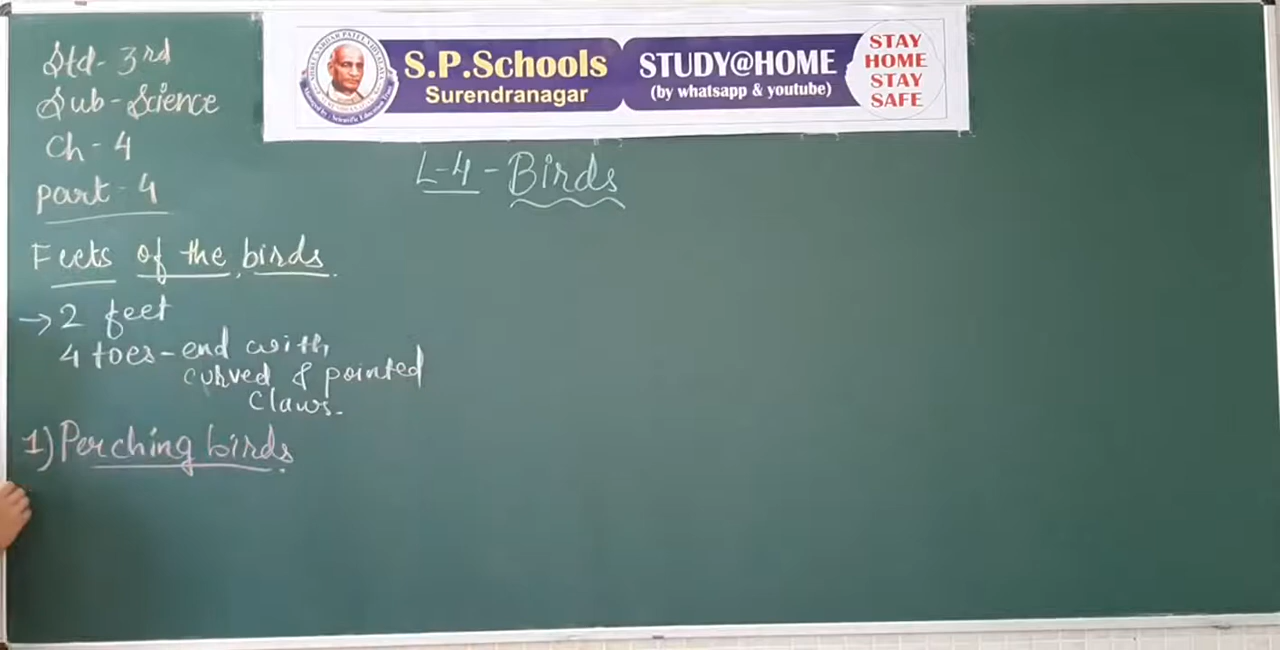 Std- 3rd
Sub-Science
Ch-4
part-4
S.P.Schools
Surendranagar
STUDY@HOME
(by whatsapp & youtube)
STAY
HOME
STAY
SAFE
L-4-Birds
Feets of the birds.
→2 feet
4 toes-end with
curved & pointed
claws.
1)Perching birds.